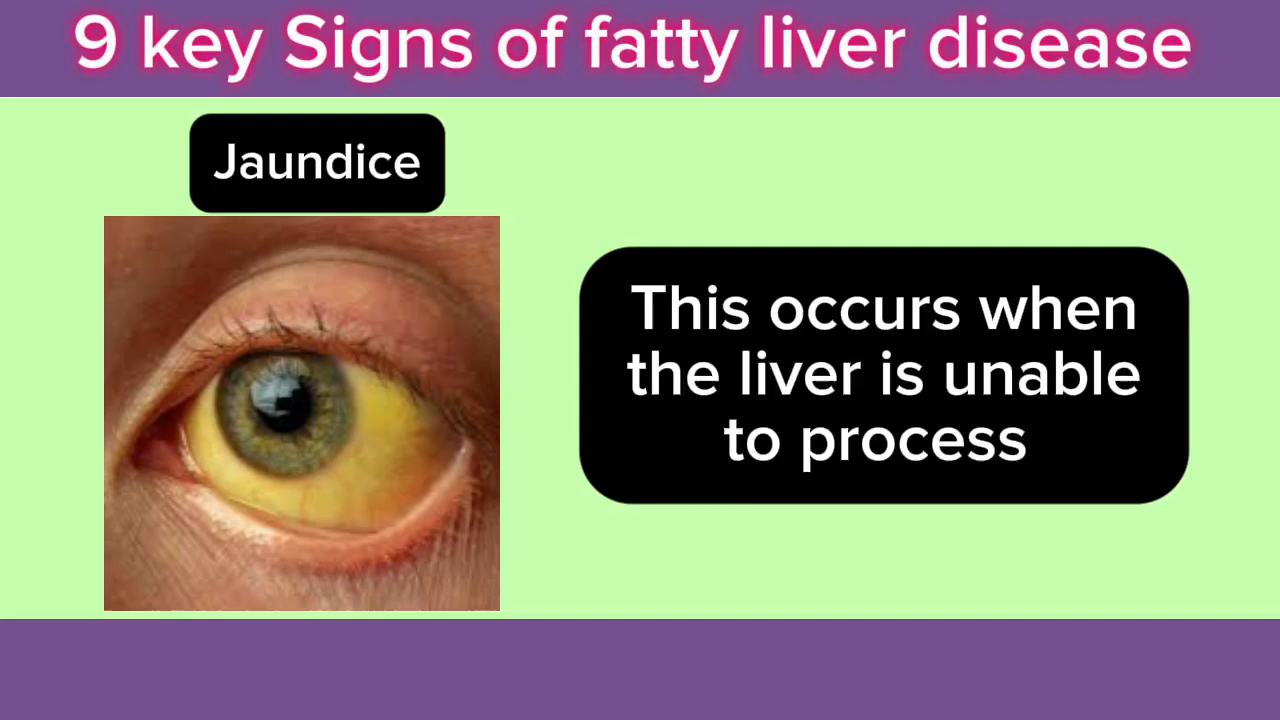 9 key Signs of fatty liver disease
Jaundice
This occurs when
the liver is unable
to process